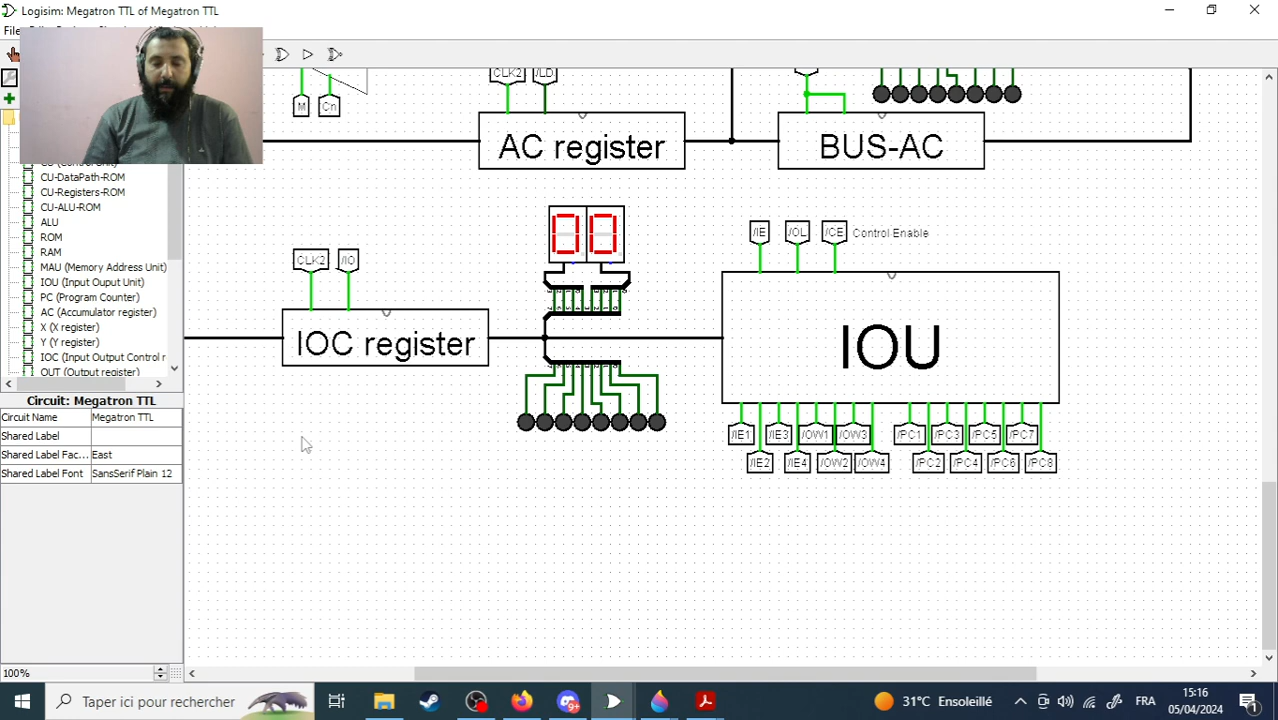 Logisim: Megatron TTL of Megatron TTL
File
M
Cn
CLK2
/LD
AC register
BUS-AC
CU-DataPath-ROM
CU-Registers-ROM
CU-ALU-ROM
ALU
ROM
RAM
MAU (Memory Address Unit)
IOU (Input Ouput Unit)
PC (Program Counter)
AC (Accumulator register)
X (X register)
Y (Y register)
IOC (Input Output Control r
OUT (Output register)
CLK2
/IO
00
/IE
/OL
/CE
Control Enable
IOC register
IOU
/IE1
/IE3
/OW1
/OW3
/PC1
/PC3
/PC5
/PC7
/IE2
/IE4
/OW2
/OW4
/PC2
/PC4
/PC6
/PC8
Circuit: Megatron TTL
Circuit Name
Megatron TTL
Shared Label
Shared Label Fac...
East
Shared Label Font
SansSerif Plain 12
100%
Taper ici pour rechercher
9+
31°C Ensoleillé
FRA
15:16
05/04/2024
1